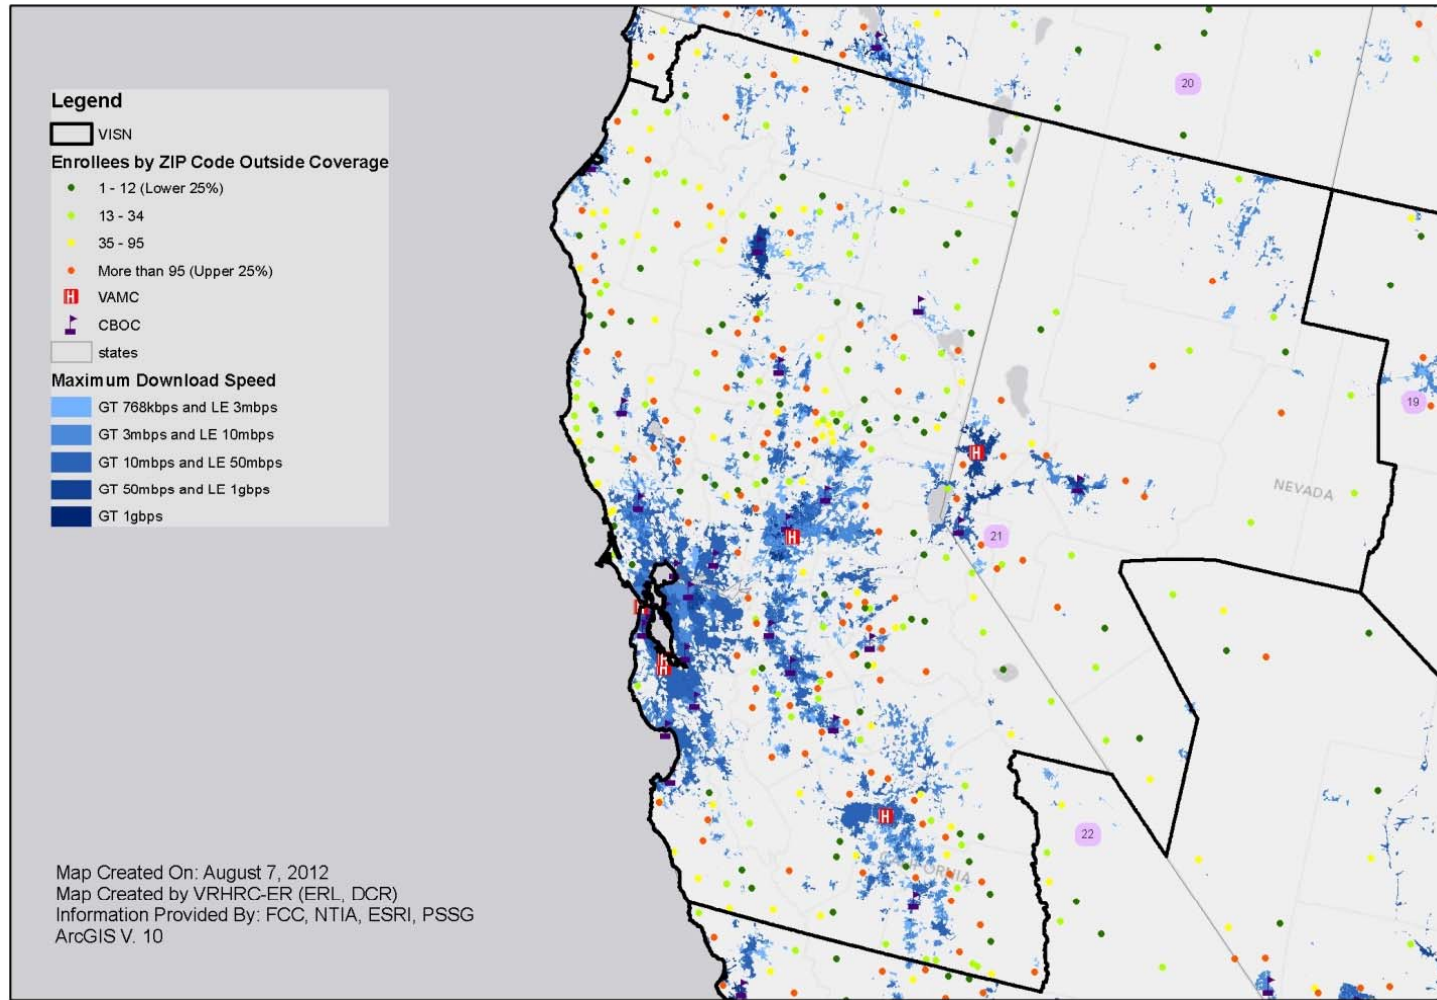 Legend
VISN
Enrollees by ZIP Code Outside Coverage
1 - 12 (Lower 25%)
13 - 34
35 - 95
More than 95 (Upper 25%)
H VAMC
CBOC
states
Maximum Download Speed
GT 768kbps and LE 3mbps
GT 3mbps and LE 10mbps
GT 10mbps and LE 50mbps
GT 50mbps and LE 1gbps
GT 1gbps
20
19
H
NEVADA
21
H
H
H
H
22
H
CALIFORNIA
Map Created On: August 7, 2012
Map Created by VRHRC-ER (ERL, DCR)
Information Provided By: FCC, NTIA, ESRI, PSSG
ArcGIS V. 10